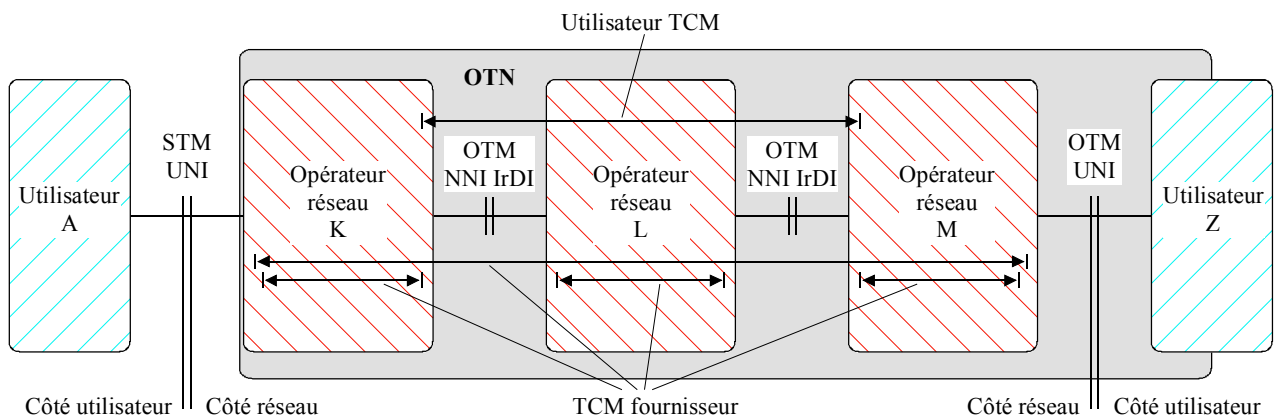 Utilisateur TCM
OTN
STM
UNI
OTM
NNI IrDI
OTM
NNI IrDI
OTM
UNI
Utilisateur
A
Opérateur
réseau
K
Opérateur
réseau
L
Opérateur
réseau
M
Utilisateur
Z
Côté utilisateur
Côté réseau
TCM fournisseur
Côté réseau
Côté utilisateur